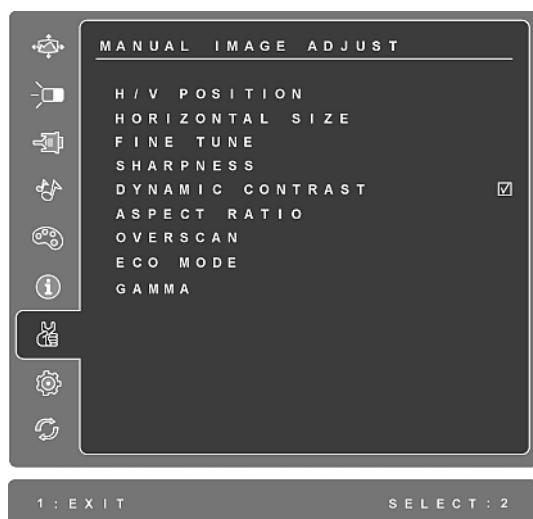 MANUAL IMAGE ADJUST
H/V POSITION
HORIZONTAL SIZE
FINE TUNE
SHARPNESS
DYNAMIC CONTRAST
ASPECT RATIO
OVERSCAN
ECO MODE
GAMMA
1:EXIT SELECT:2